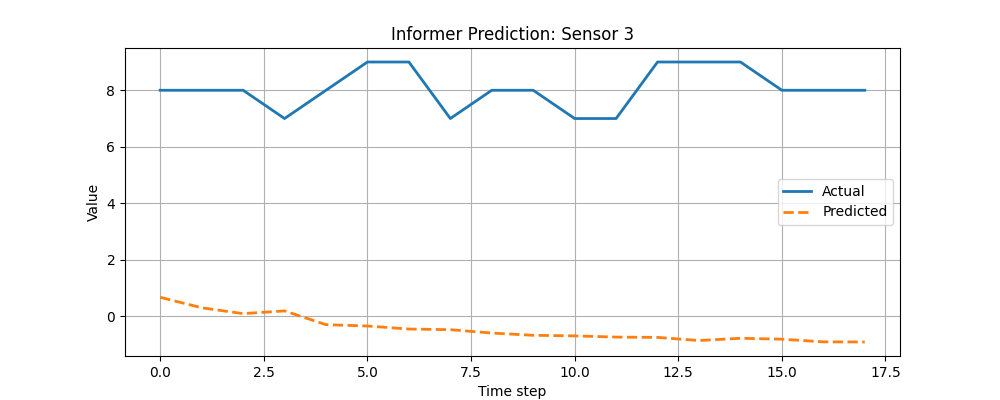 Informer Prediction: Sensor 3
8
6
4
2
0
Value
Actual
Predicted
0.0 2.5 5.0 7.5 10.0 12.5 15.0 17.5
Time step